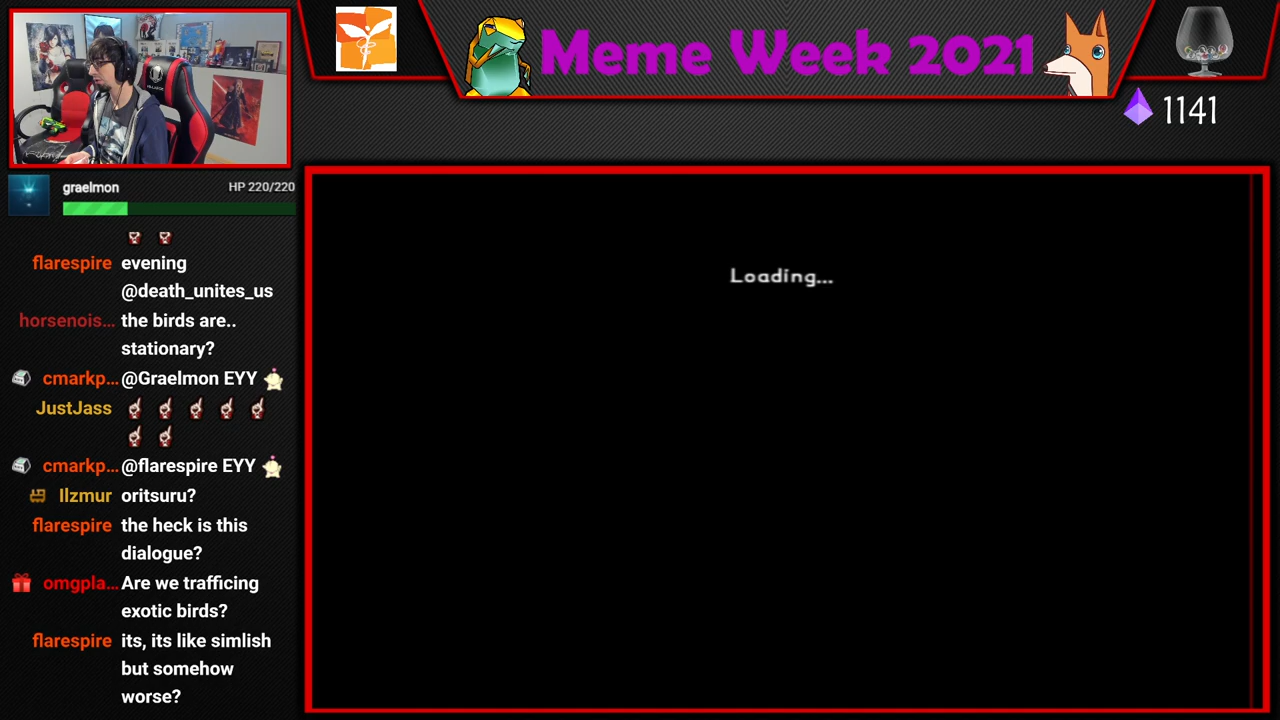 Meme Week 2021
1141
graelmon HP 220/220
flarespire evening
@death_unites_us
horsenois... the birds are..
stationary?
cmarkp... @Graelmon EYY
JustJass
cmarkp... @flarespire EYY
Ilzmur oritsuru?
flarespire the heck is this
dialogue?
omgpla... Are we trafficing
exotic birds?
flarespire its, its like simlish
but somehow
worse?
Loading...